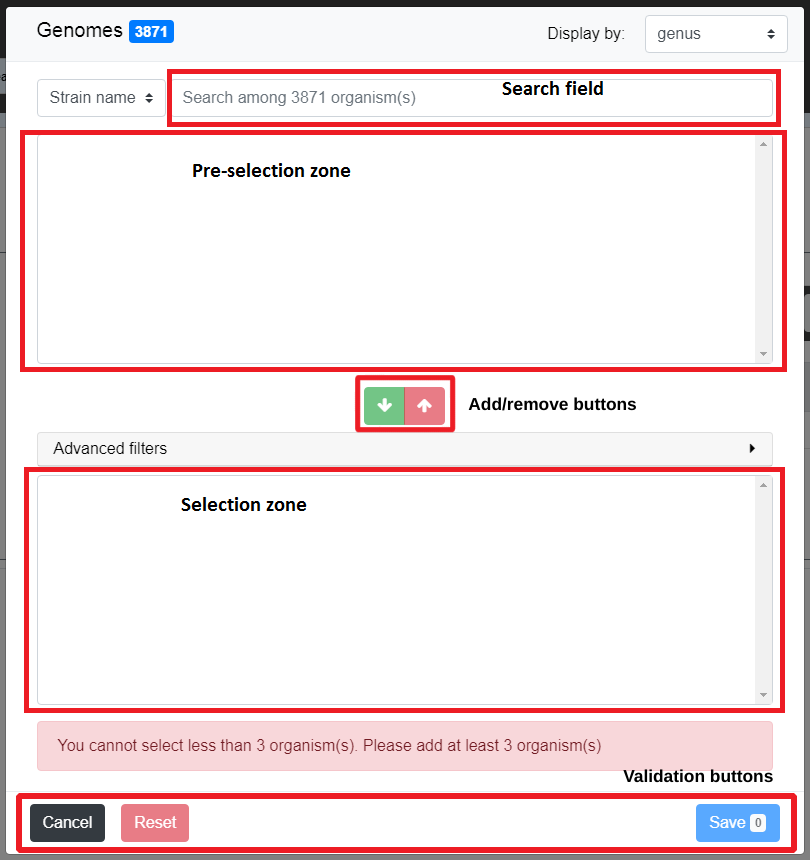 Genomes 3871
Display by: genus
Strain name Search among 3871 organism(s) Search field
Pre-selection zone
Add/remove buttons
Advanced filters
Selection zone
You cannot select less than 3 organism(s). Please add at least 3 organism(s)
Validation buttons
Cancel Reset Save 0